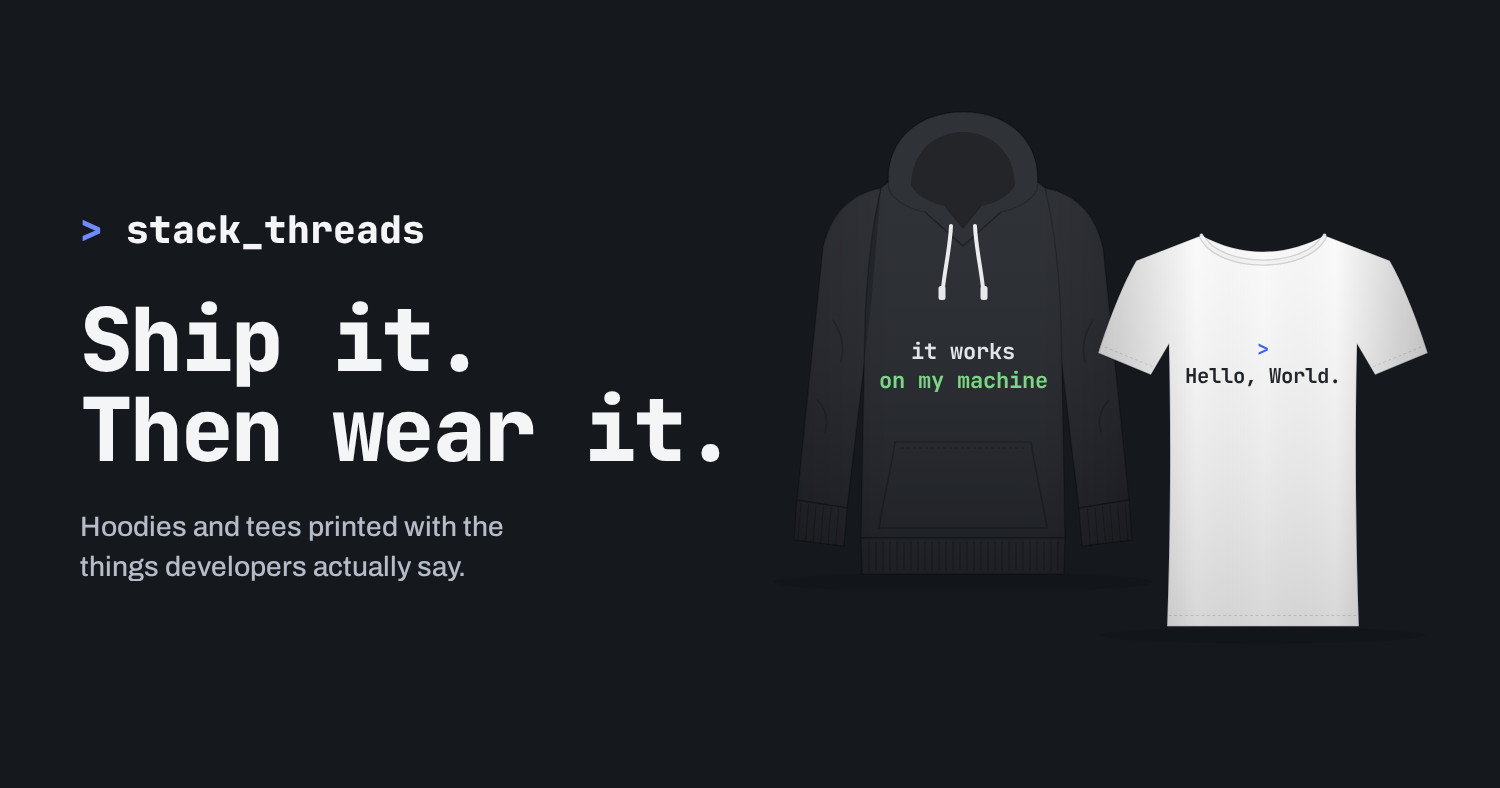 > stack_threads
Ship it.
Then wear it.
Hoodies and tees printed with the
things developers actually say.
it works
on my machine
>
Hello, World.